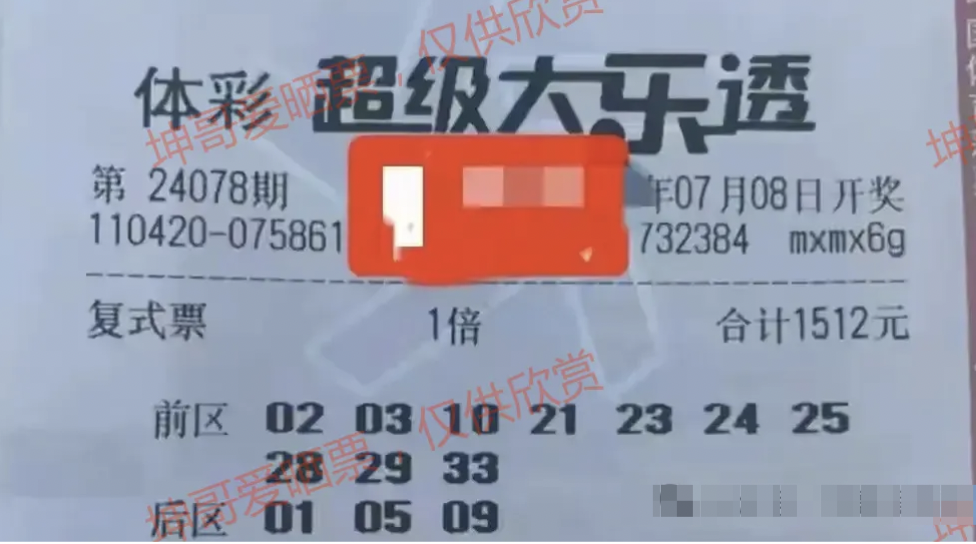 体彩 超级大乐透
第 24078期 年07月08日开奖
110420-075861 732384 mxmx6g
复式票 1倍 合计1512元
前区 02 03 10 21 23 24 25
28 29 33
后区 01 05 09
坤哥爱晒票，仅供欣赏
坤哥爱晒票，仅供欣赏
坤